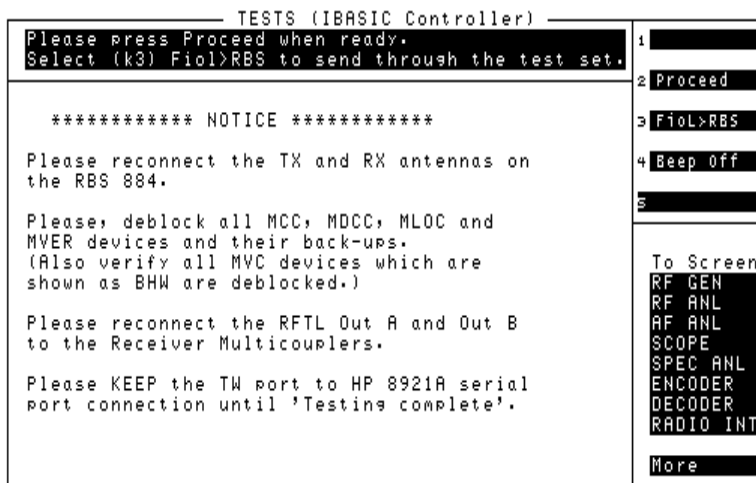 TESTS (IBASIC Controller)
Please press Proceed when ready.
Select (k3) Fiol>RBS to send through the test set.
************ NOTICE ************
Please reconnect the TX and RX antennas on
the RBS 884.
Please, deblock all MCC, MDCC, MLOC and
MVER devices and their back-ups.
(Also verify all MVC devices which are
shown as BHW are deblocked.)
Please reconnect the RFTL Out A and Out B
to the Receiver Multicouplers.
Please KEEP the TW port to HP 8921A serial
port connection until 'Testing complete'.
1
2 Proceed
3 FioL>RBS
4 Beep Off
5
To Screen
RF GEN
RF ANL
AF ANL
SCOPE
SPEC ANL
ENCODER
DECODER
RADIO INT
More